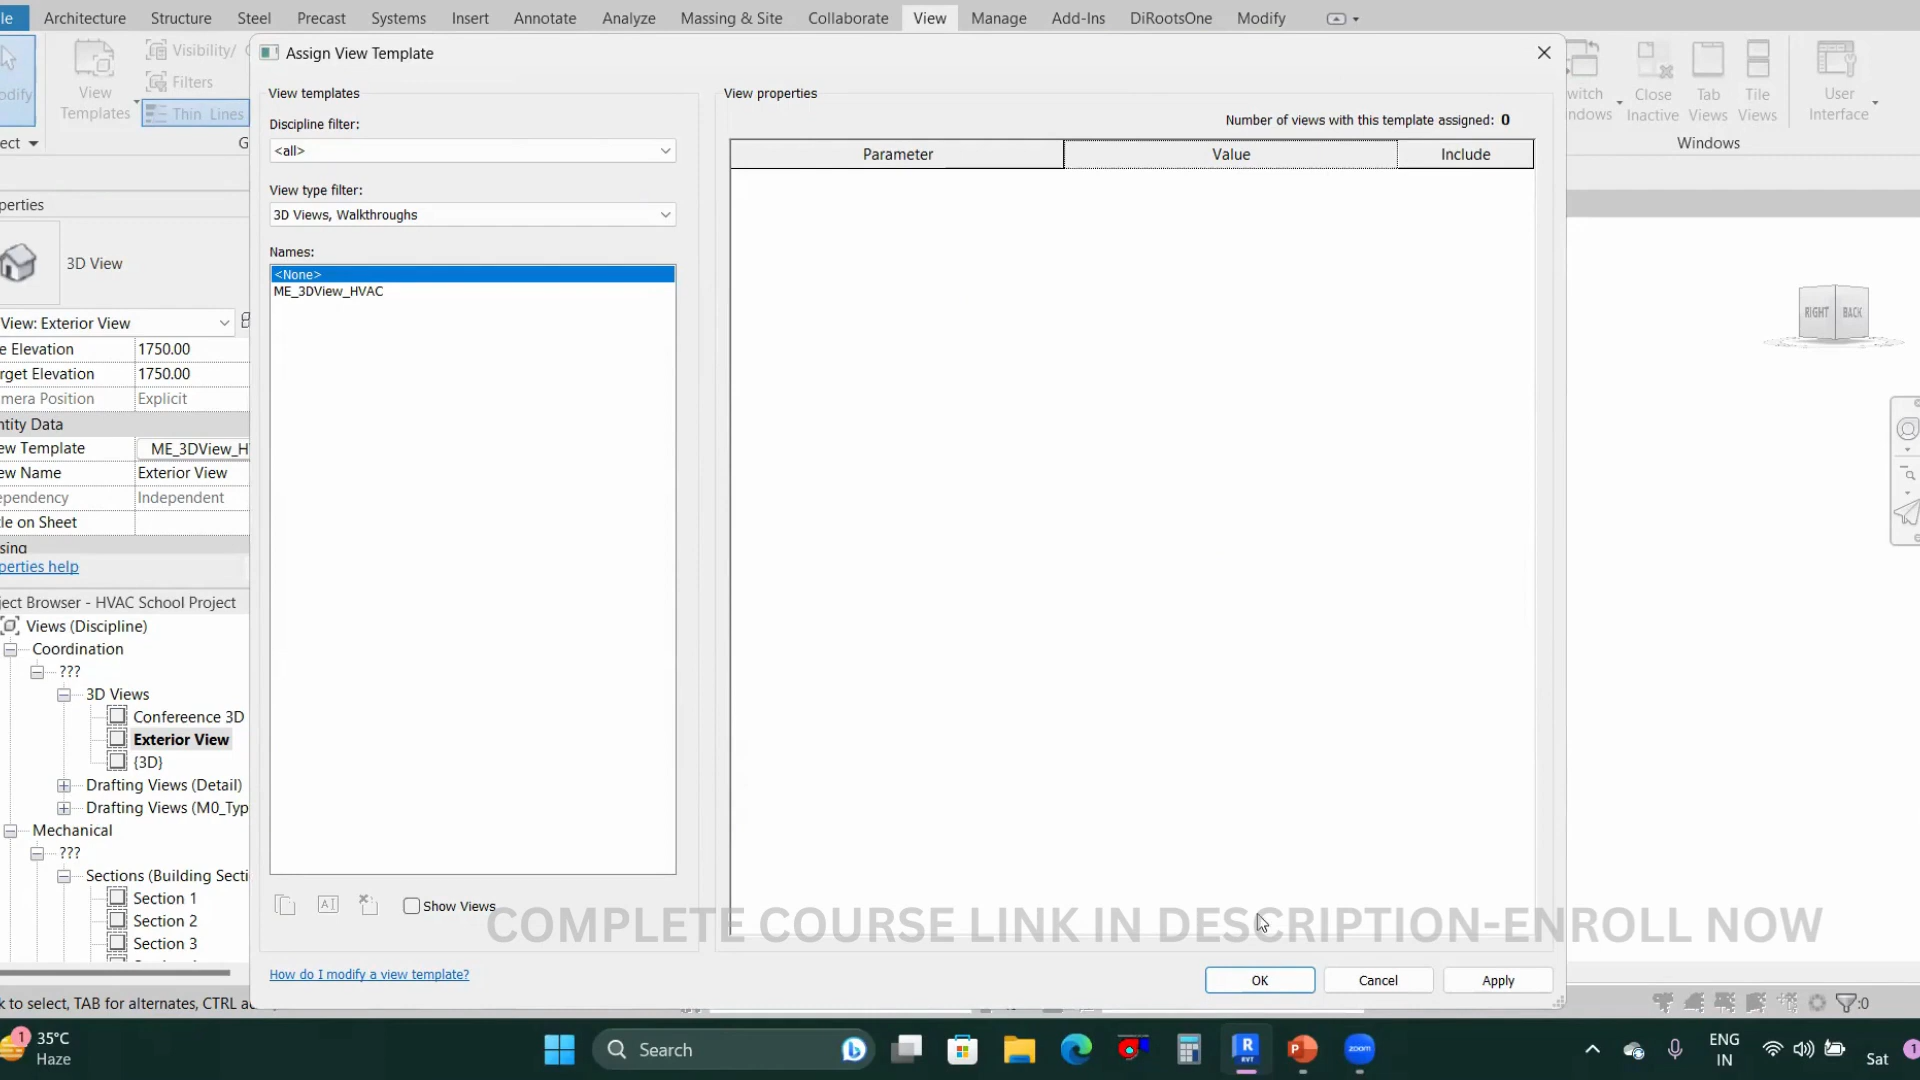 le Architecture Structure Steel Precast Systems Insert Annotate Analyze Massing & Site Collaborate View Manage Add-Ins DiRootsOne Modify
Assign View Template
Visibility/
View
Templates
Filters
Thin Lines
odify
ect
View templates
Discipline filter:
<all>
View type filter:
3D Views, Walkthroughs
Names:
<None>
ME_3DView_HVAC
Show Views
How do I modify a view template?
View properties
Number of views with this template assigned: 0
Parameter Value Include
OK Cancel Apply
witch
ndows
Close
Inactive
Tab
Views
Tile
Views
User
Interface
Windows
RIGHT BACK
perties
3D View
View: Exterior View
e Elevation 1750.00
rget Elevation 1750.00
mera Position Explicit
ntity Data
ew Template ME_3DView_H
ew Name Exterior View
ependency Independent
tle on Sheet
sing
perties help
ject Browser - HVAC School Project
Views (Discipline)
Coordination
???
3D Views
Confereence 3D
Exterior View
{3D}
Drafting Views (Detail)
Drafting Views (M0_Typ
Mechanical
???
Sections (Building Secti
Section 1
Section 2
Section 3
COMPLETE COURSE LINK IN DESCRIPTION-ENROLL NOW
k to select, TAB for alternates, CTRL ac
:0
1
35°C
Haze
Search
R
RVT
P
zoom
ENG
IN
Sat
1